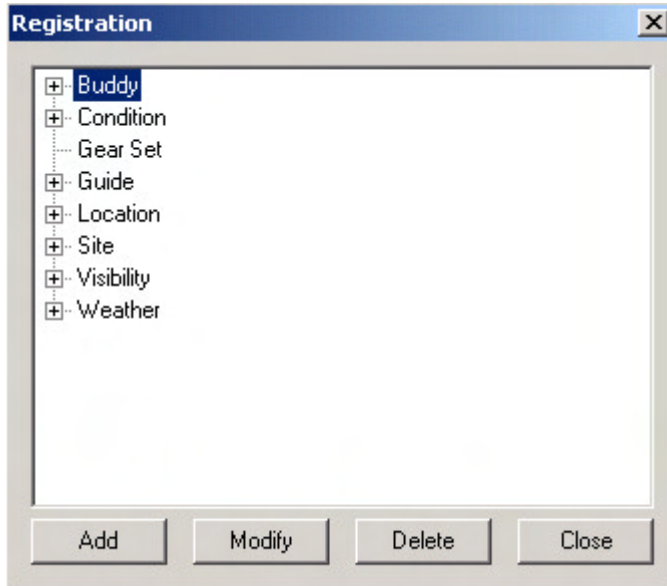 Registration
Buddy
Condition
Gear Set
Guide
Location
Site
Visibility
Weather
Add Modify Delete Close